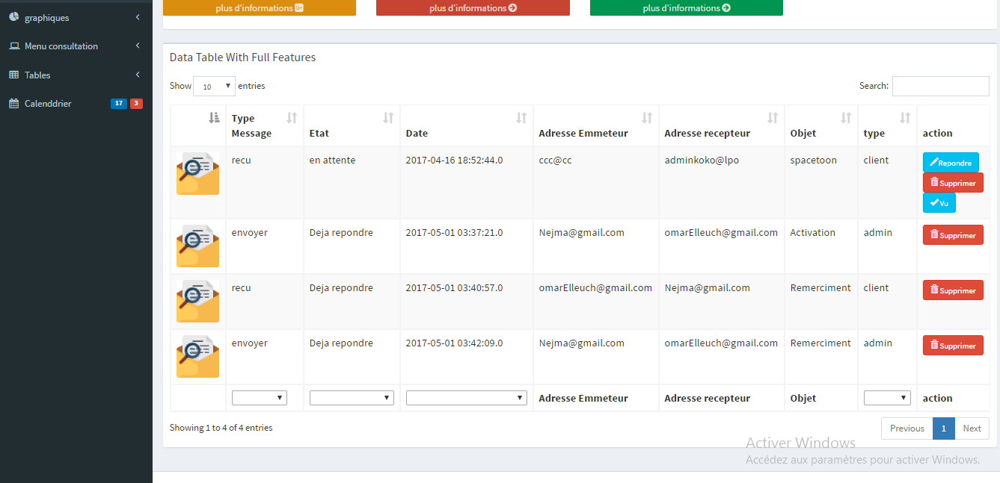 plus d'informations
plus d'informations
plus d'informations
graphiques
Menu consultation
Tables
Calenddrier 17 3
Data Table With Full Features
Show 10 entries
Search:
Type Message Etat Date Adresse Emmeteur Adresse recepteur Objet type action
recu en attente 2017-04-16 18:52:44.0 ccc@cc adminkoko@lpo spacetoon client Repondre
Supprimer
Vu
envoyer Deja repondre 2017-05-01 03:37:21.0 Nejma@gmail.com omarElleuch@gmail.com Activation admin Supprimer
recu Deja repondre 2017-05-01 03:40:57.0 omarElleuch@gmail.com Nejma@gmail.com Remerciment client Supprimer
envoyer Deja repondre 2017-05-01 03:42:09.0 Nejma@gmail.com omarElleuch@gmail.com Remerciment admin Supprimer
Adresse Emmeteur Adresse recepteur Objet action
Showing 1 to 4 of 4 entries
Previous 1 Next
Activer Windows
Accédez aux paramètres pour activer Windows.